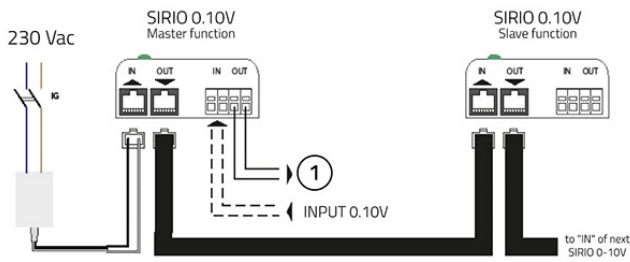 SIRIO 0.10V
Master function
SIRIO 0.10V
Slave function
230 Vac
IN OUT IN OUT
IN OUT IN OUT
IG
1
INPUT 0.10V
to "IN" of next
SIRIO 0-10V